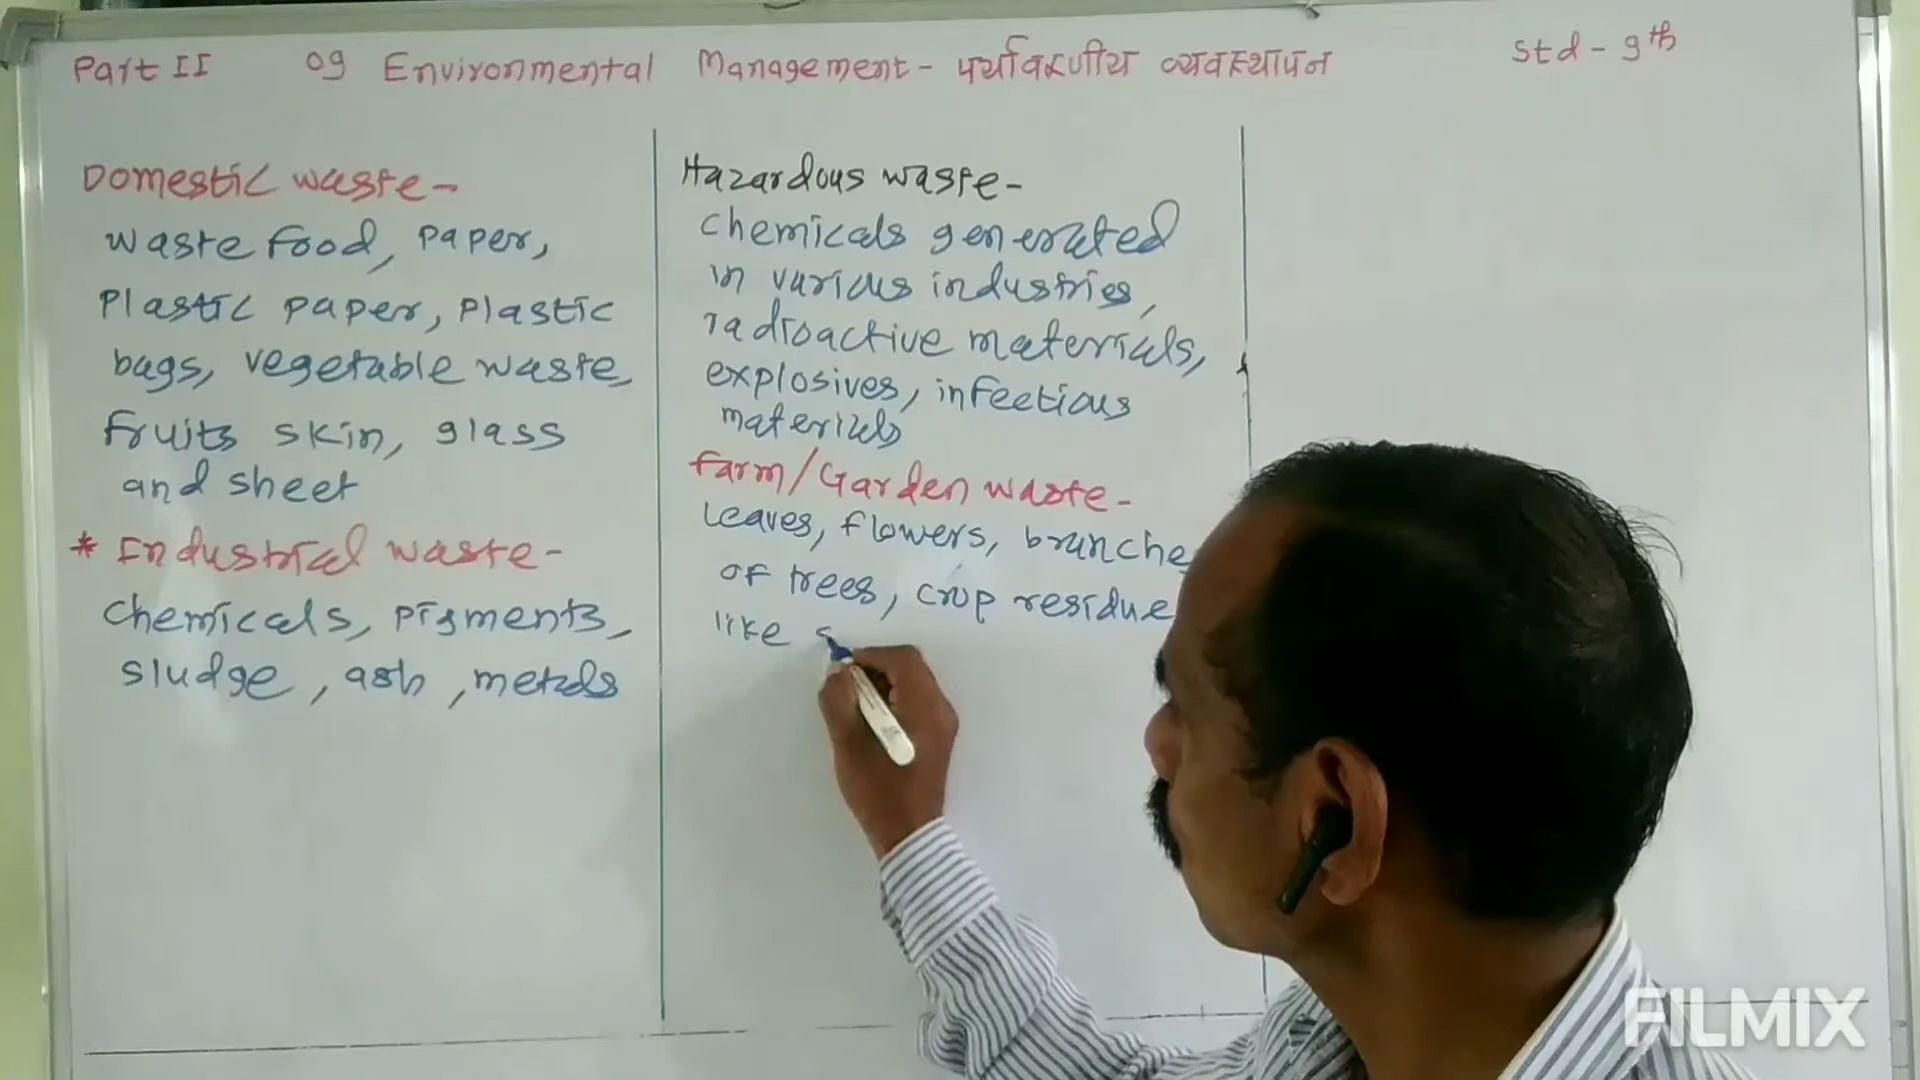 Part II 09 Environmental Management - पर्यावरणीय व्यवस्थापन Std - 9th
Domestic waste -
waste food, paper,
Plastic paper, plastic
bags, vegetable waste,
fruits skin, glass
and sheet
* Industrial waste -
chemicals, pigments,
sludge, ash, metals
Hazardous waste -
chemicals generated
in various industries,
radioactive materials,
explosives, infectious
materials
Farm/Garden waste -
leaves, flowers, branche
of trees, crop residue
like
FILMIX